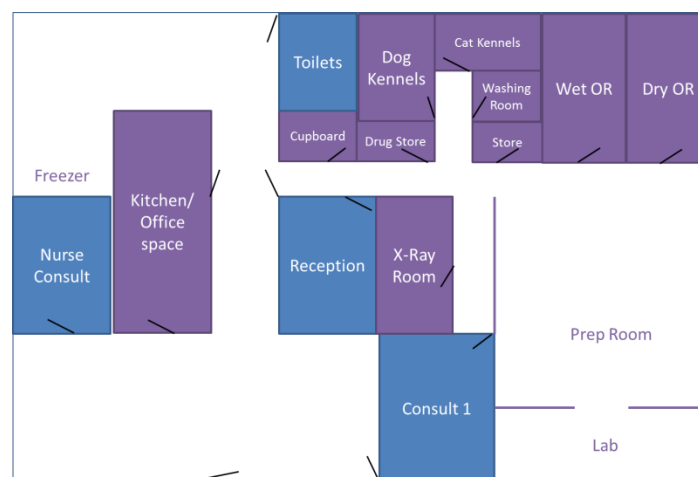 Toilets
Dog
Kennels
Cat Kennels
Washing
Room
Wet OR
Dry OR
Cupboard
Drug Store
Store
Freezer
Kitchen/
Office
space
Nurse
Consult
Reception
X-Ray
Room
Prep Room
Consult 1
Lab